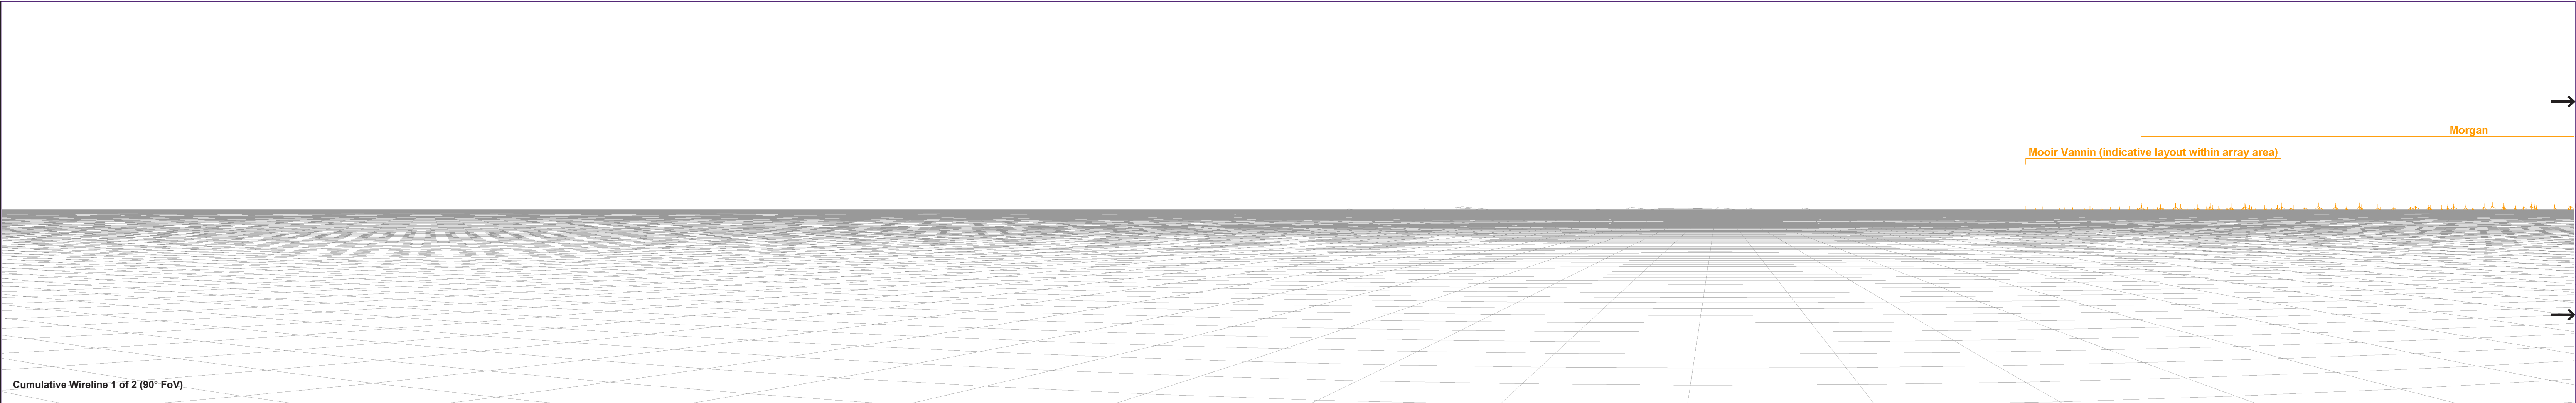 Morgan
Mooir Vannin (indicative layout within array area)
Cumulative Wireline 1 of 2 (90° FoV)